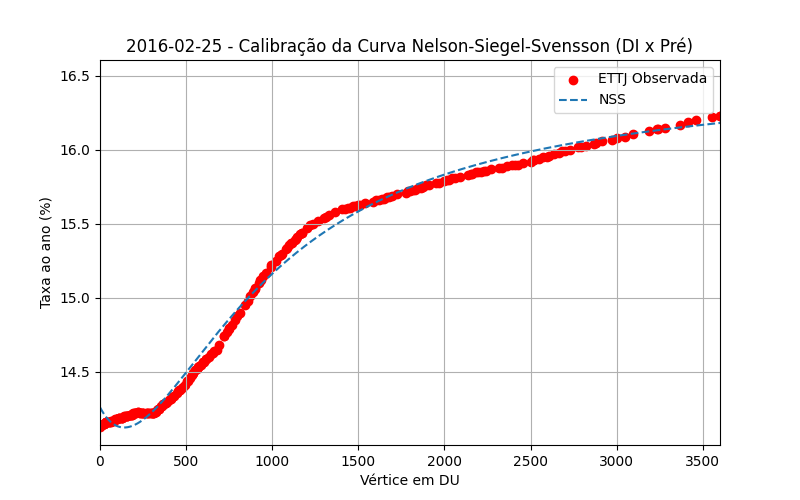 2016-02-25 - Calibração da Curva Nelson-Siegel-Svensson (DI x Pré)
ETTJ Observada
NSS
Taxa ao ano (%)
16.5
16.0
15.5
15.0
14.5
0 500 1000 1500 2000 2500 3000 3500
Vértice em DU